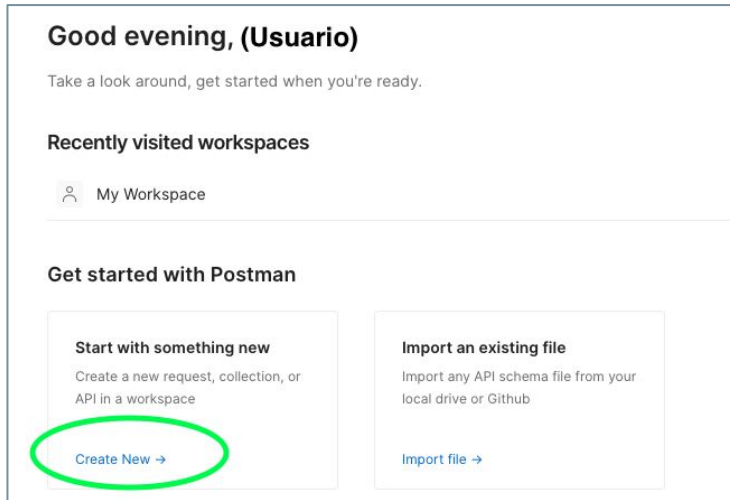 Good evening, (Usuario)
Take a look around, get started when you're ready.
Recently visited workspaces
My Workspace
Get started with Postman
Start with something new
Create a new request, collection, or
API in a workspace
Create New →
Import an existing file
Import any API schema file from your
local drive or Github
Import file →